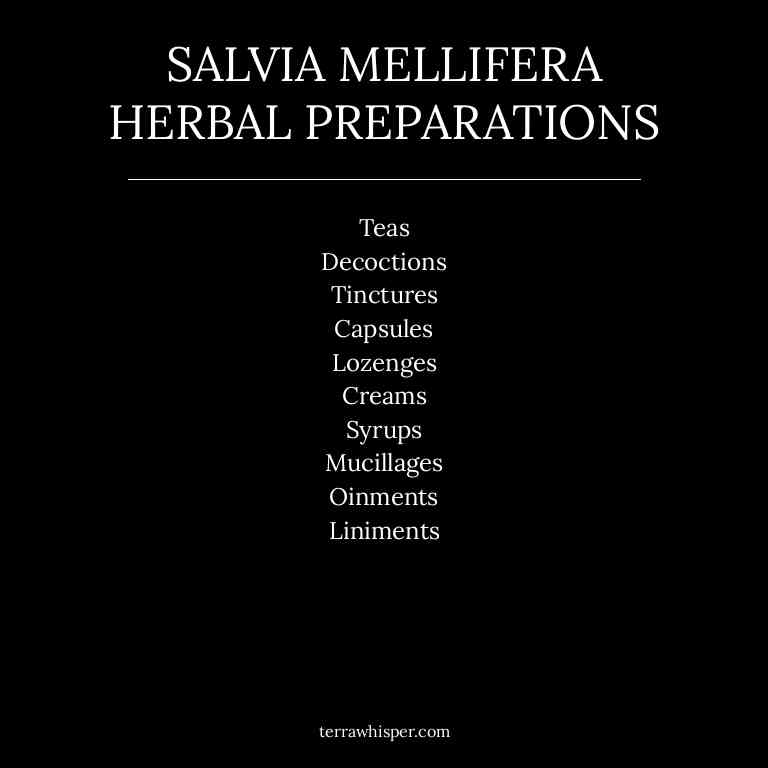 SALVIA MELLIFERA
HERBAL PREPARATIONS
Teas
Decoctions
Tinctures
Capsules
Lozenges
Creams
Syrups
Mucillages
Oinments
Liniments
terrawhisper.com